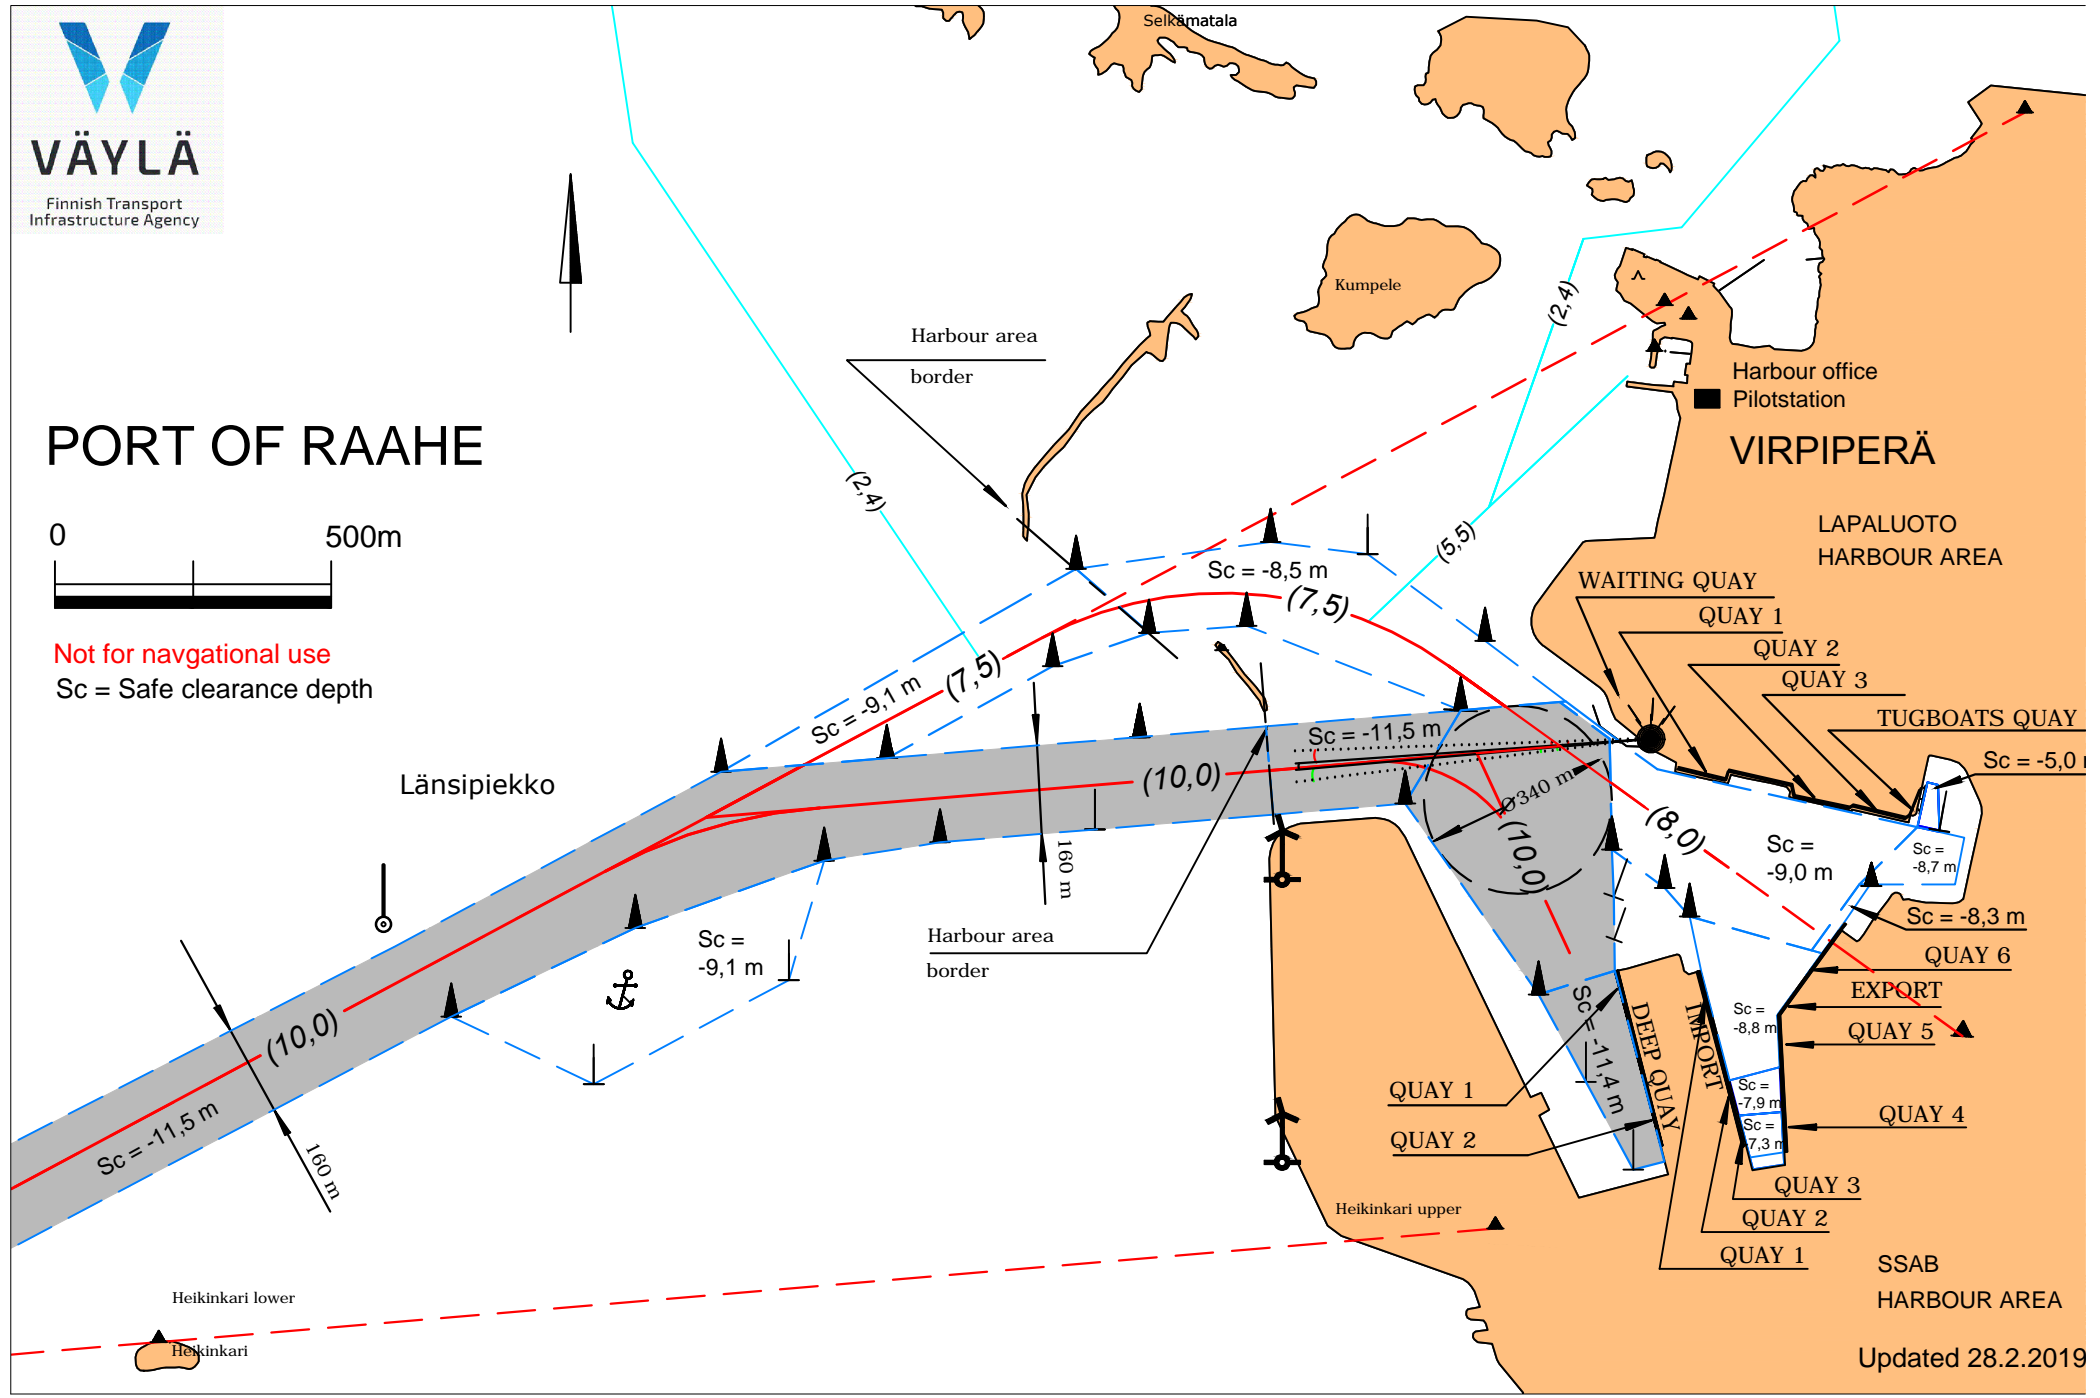 Selkämatala
VÄYLÄ
Finnish Transport
Infrastructure Agency
Kumpele
(2,4)
Harbour area
border
Harbour office
Pilotstation
PORT OF RAAHE
VIRPIPERÄ
(2,4)
0 500m
LAPALUOTO
HARBOUR AREA
(5,5)
Sc = -8,5 m
WAITING QUAY
(7,5)
QUAY 1
Not for navgational use
QUAY 2
Sc = Safe clearance depth
(7,5)
QUAY 3
Sc = -9,1 m
TUGBOATS QUAY
Sc = -11,5 m
Sc = -5,0 m
Länsipiekko
(10,0)
Ø340 m
(8,0)
(10,0)
Sc =
-9,0 m
Sc =
-8,7 m
160 m
Sc = -8,3 m
Sc =
-9,1 m
Harbour area
border
QUAY 6
EXPORT
(10,0)
Sc =
-8,8 m
QUAY 5
Sc = -11,4 m
DEEP QUAY
IMPORT
QUAY 1
Sc =
-7,9 m
QUAY 4
Sc =
-7,3 m
QUAY 2
Sc = -11,5 m
160 m
QUAY 3
Heikinkari upper
QUAY 2
QUAY 1
SSAB
HARBOUR AREA
Heikinkari lower
Heikinkari
Updated 28.2.2019